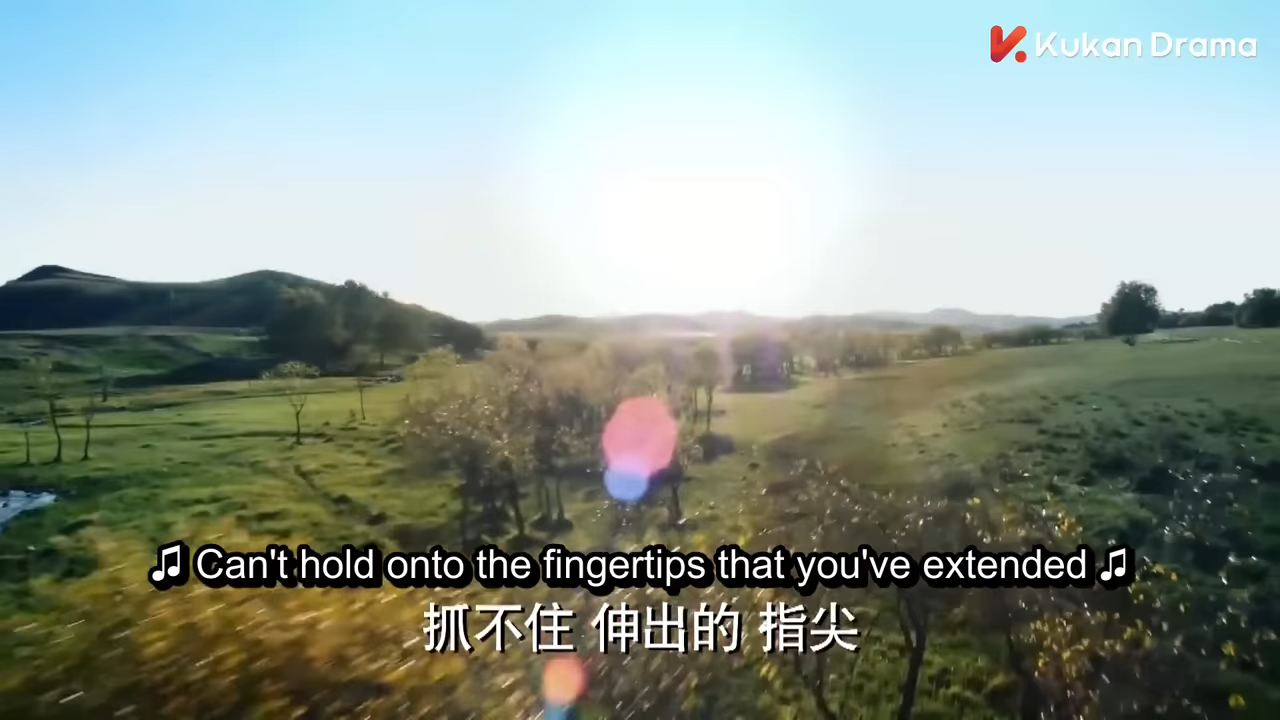 Kukan Drama
♫ Can't hold onto the fingertips that you've extended ♫
抓不住 伸出的 指尖